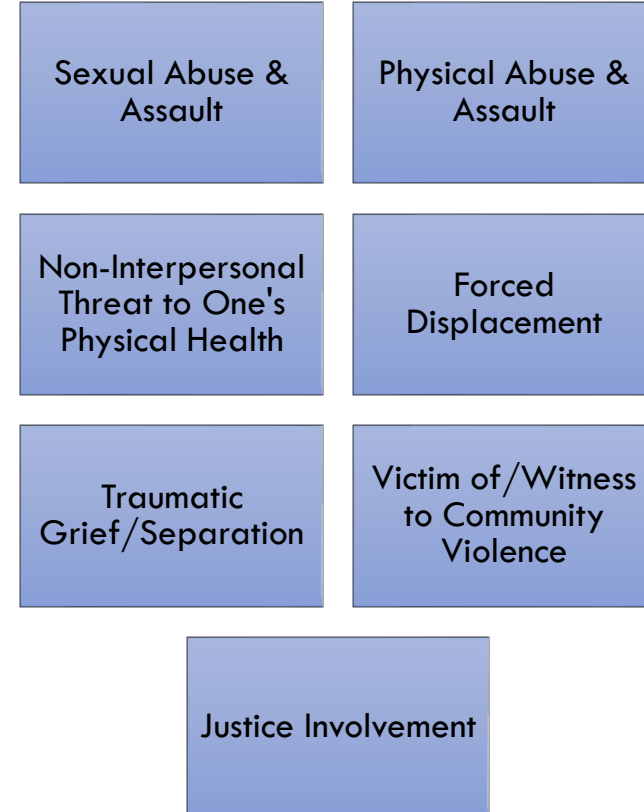 Sexual Abuse &
Assault
Physical Abuse &
Assault
Non-Interpersonal
Threat to One's
Physical Health
Forced
Displacement
Traumatic
Grief/Separation
Victim of/Witness
to Community
Violence
Justice Involvement